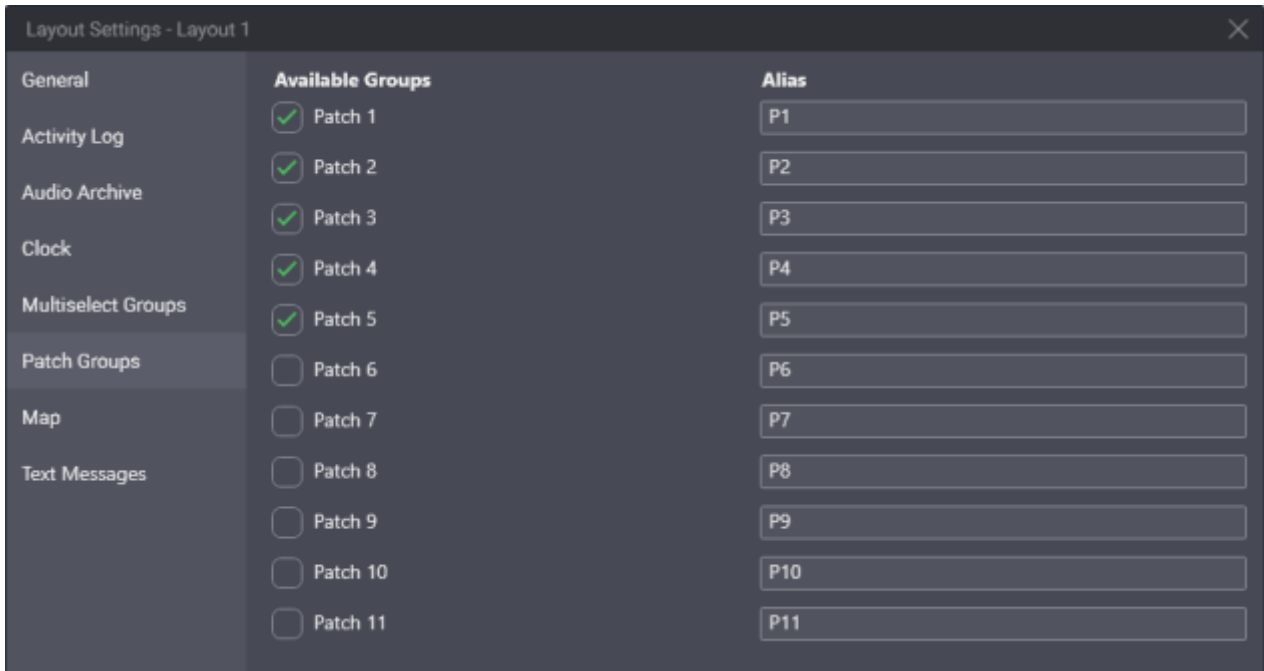 Layout Settings - Layout 1
General
Activity Log
Audio Archive
Clock
Multiselect Groups
Patch Groups
Map
Text Messages
Available Groups Alias
Patch 1 P1
Patch 2 P2
Patch 3 P3
Patch 4 P4
Patch 5 P5
Patch 6 P6
Patch 7 P7
Patch 8 P8
Patch 9 P9
Patch 10 P10
Patch 11 P11